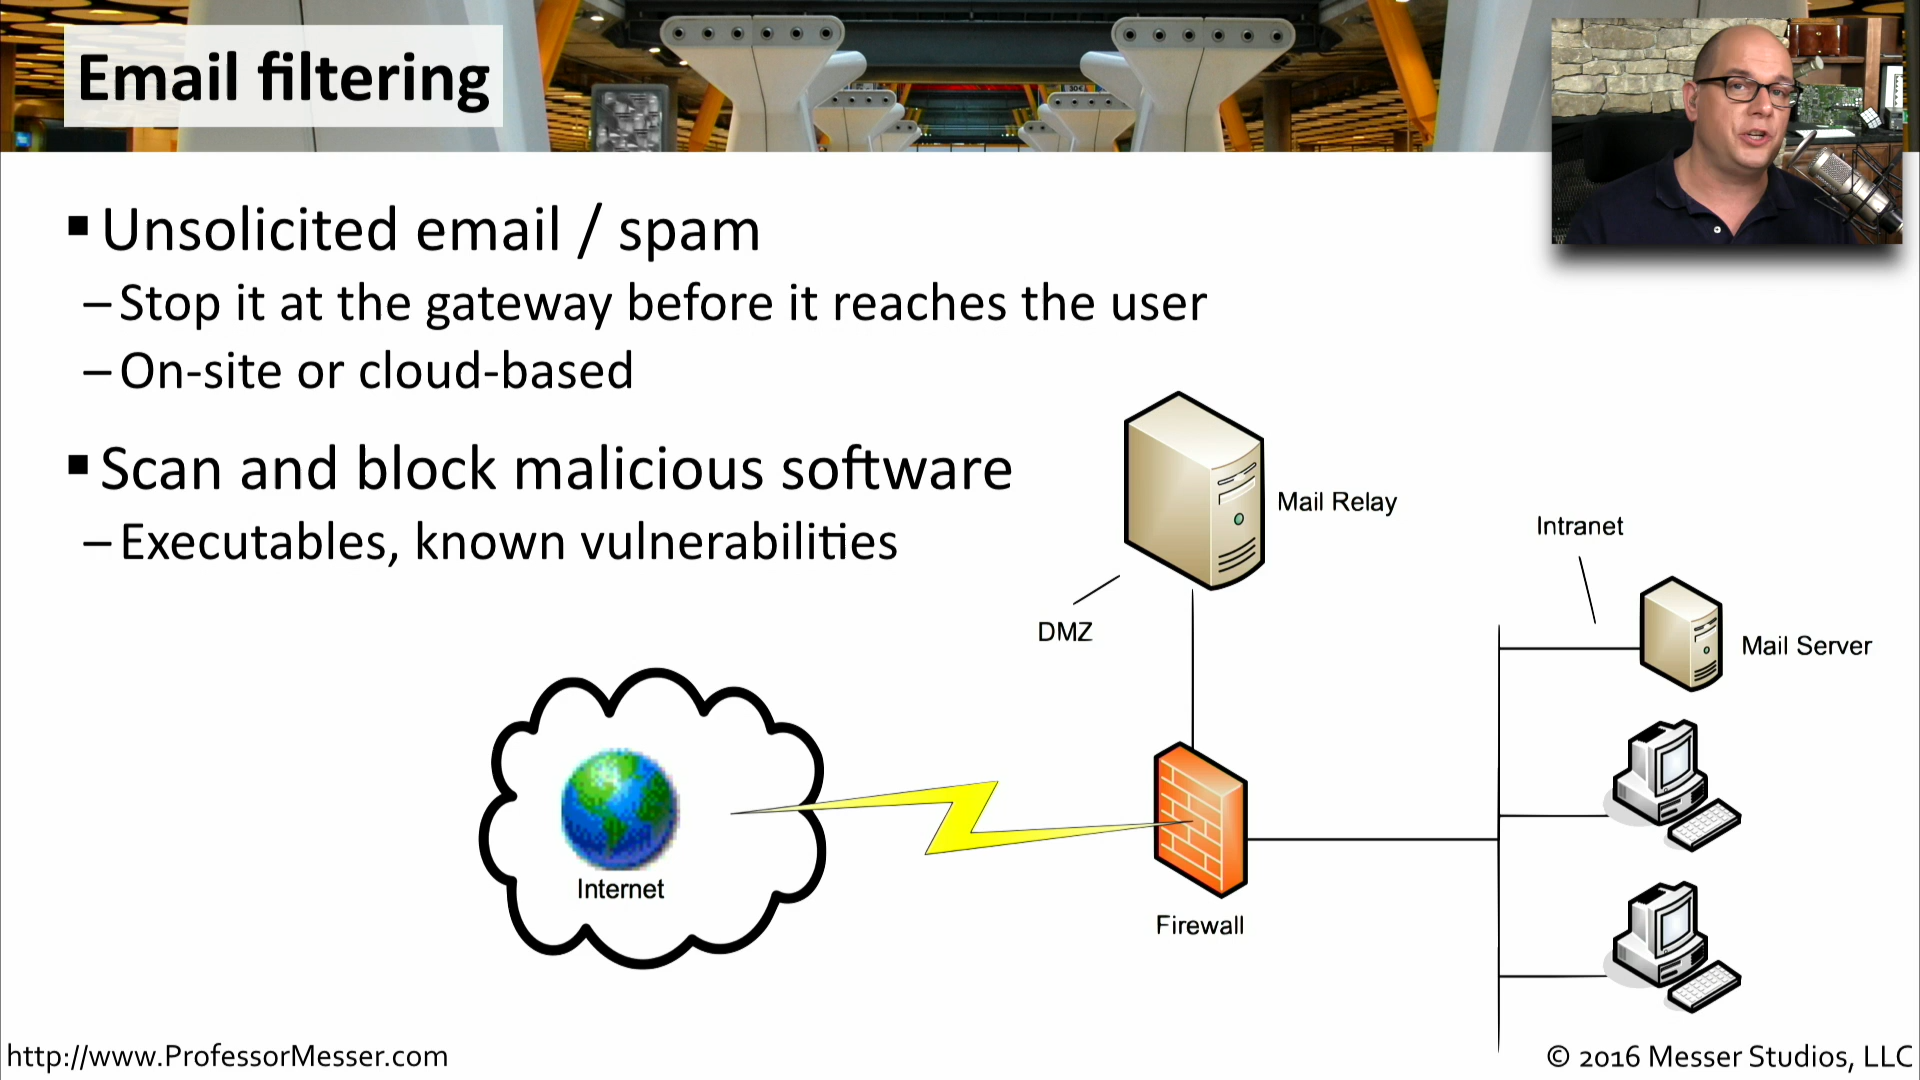 Email filtering
▪ Unsolicited email / spam
– Stop it at the gateway before it reaches the user
– On-site or cloud-based
▪ Scan and block malicious software
– Executables, known vulnerabilities
Mail Relay
Intranet
DMZ
Mail Server
Internet
Firewall
http://www.ProfessorMesser.com
© 2016 Messer Studios, LLC